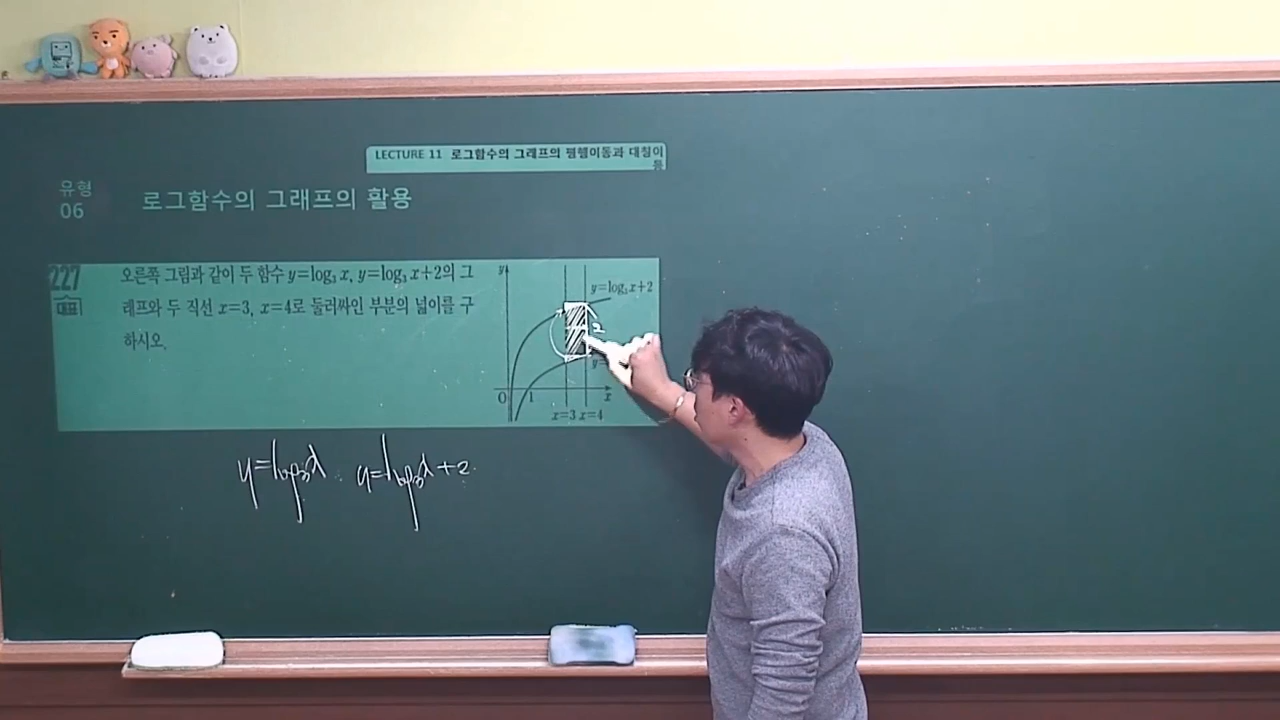 LECTURE 11 로그함수의 그래프의 평행이동과 대칭이
동
유형
06
로그함수의 그래프의 활용
227
대표
오른쪽 그림과 같이 두 함수 y=log₃x, y=log₃x+2의 그
래프와 두 직선 x=3, x=4로 둘러싸인 부분의 넓이를 구
하시오.
y
y=log₃x+2
2
y=
O 1 x
x=3 x=4
y=log₃x y=log₃x+2